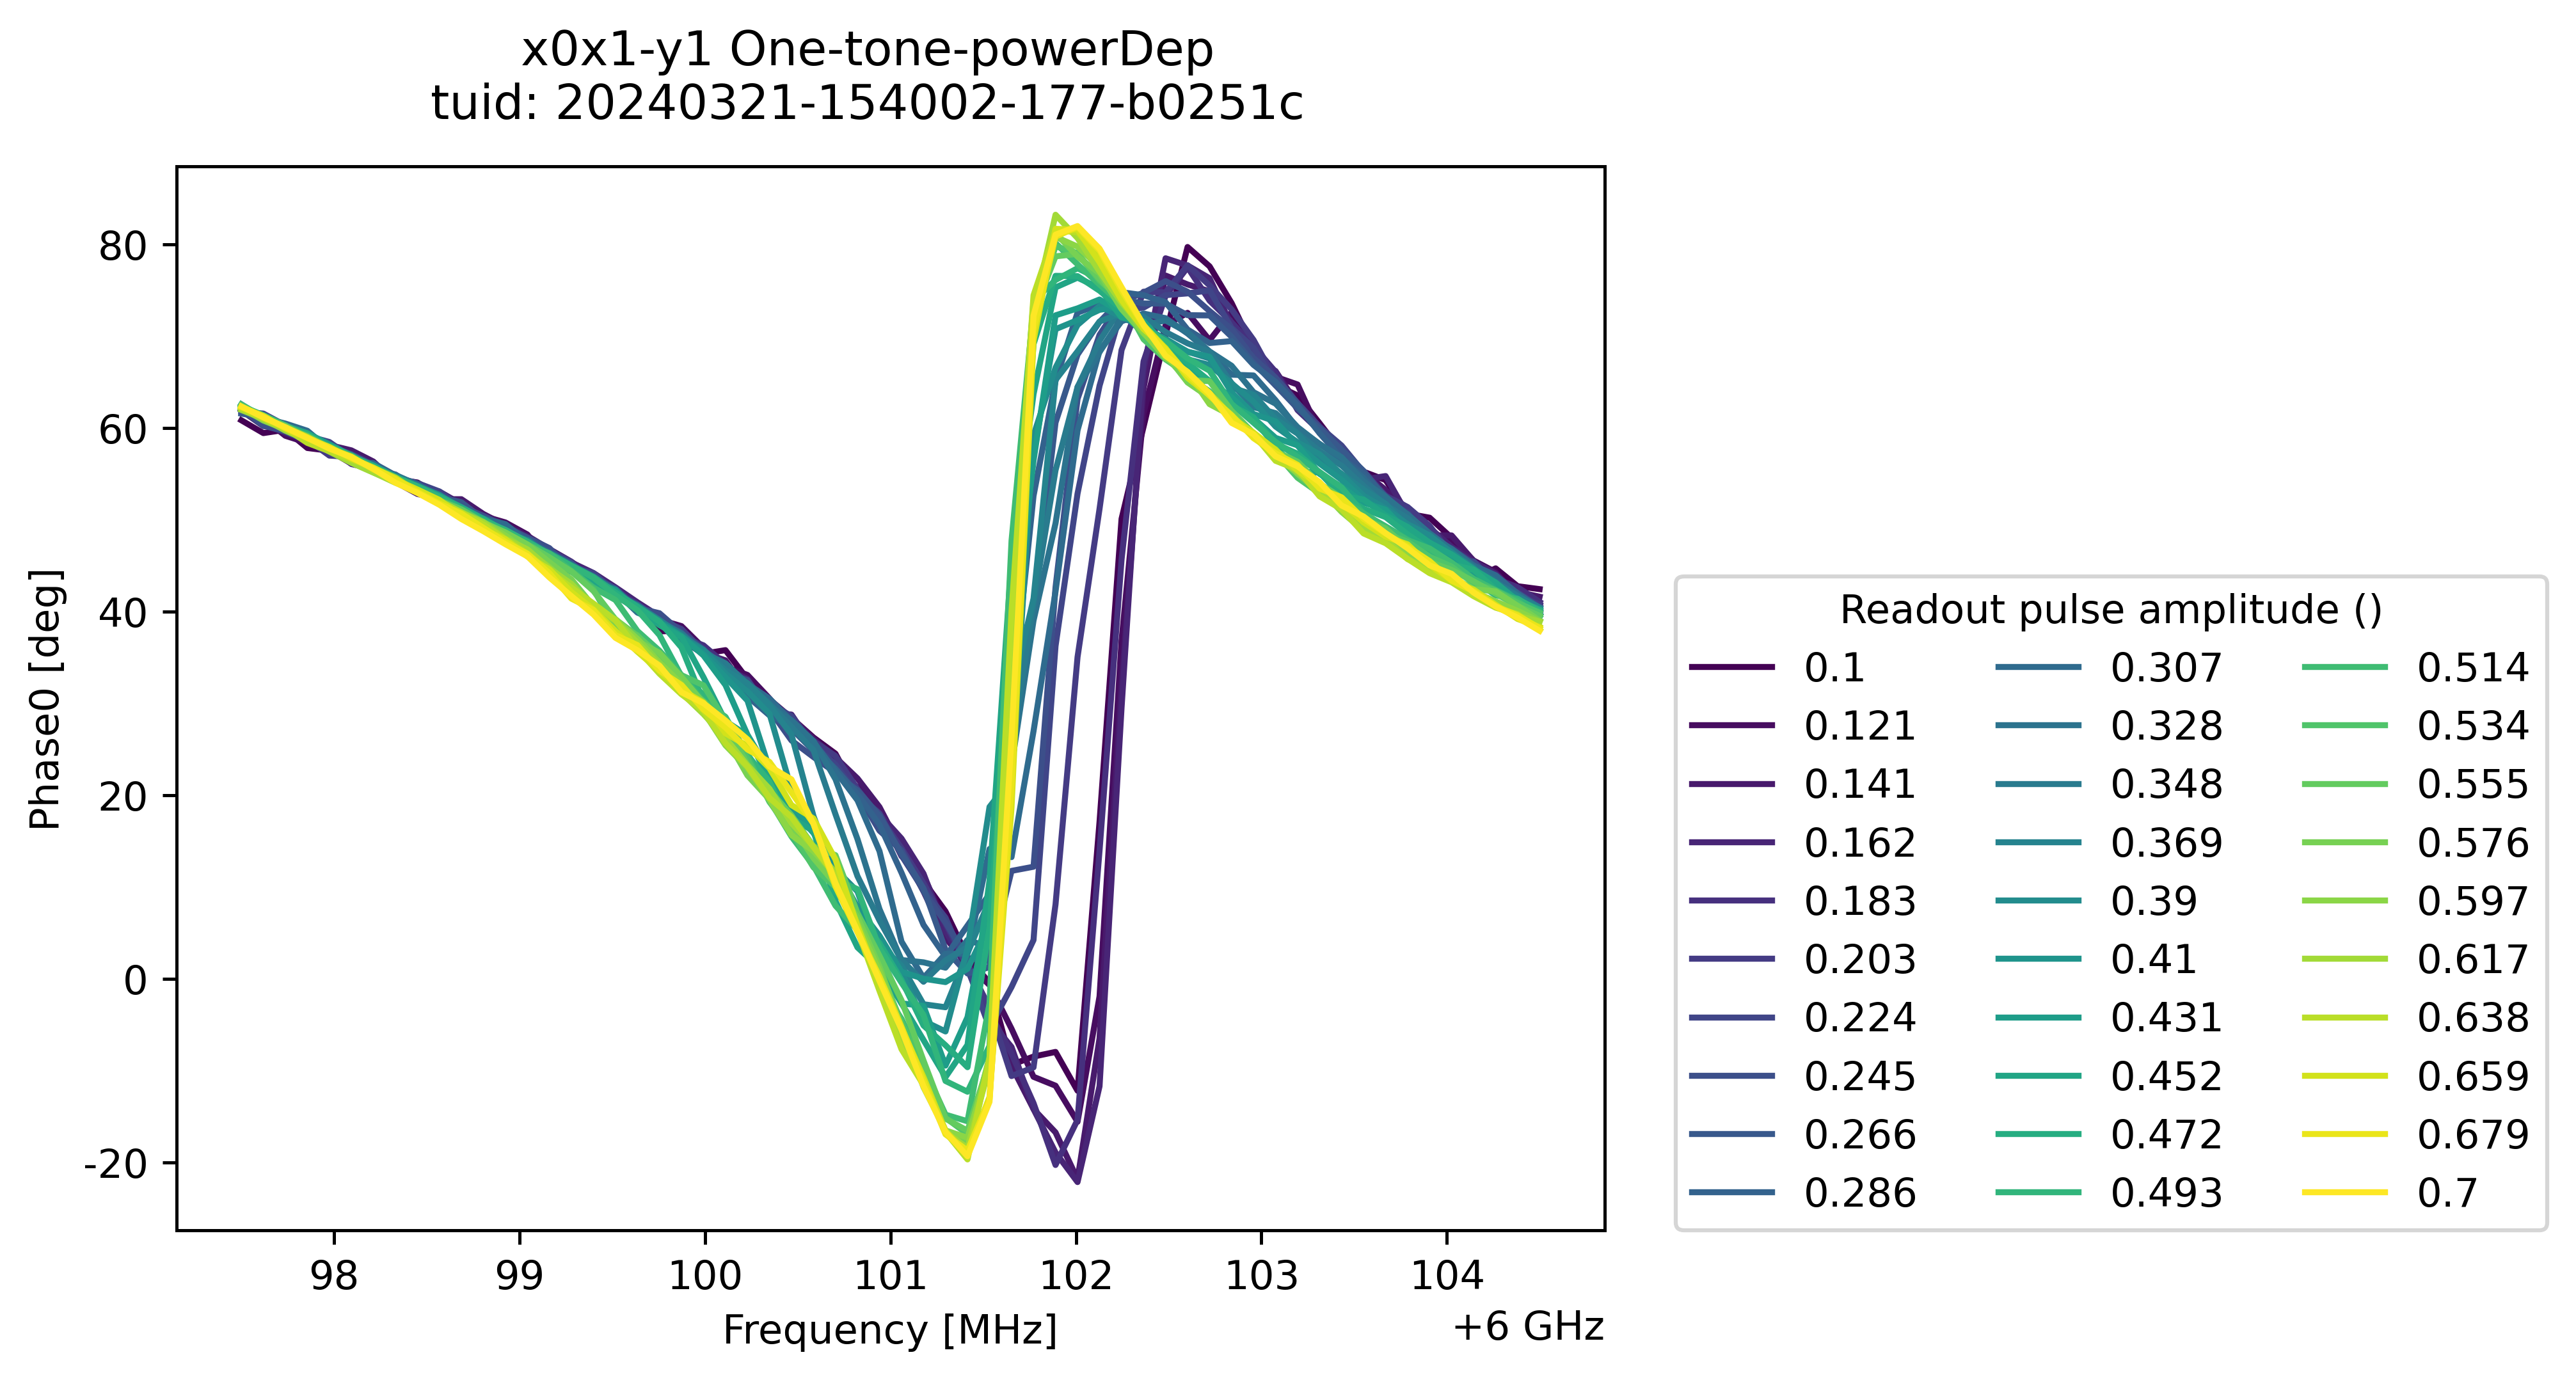 x0x1-y1 One-tone-powerDep
tuid: 20240321-154002-177-b0251c
80
60
40
20
0
-20
Phase0 [deg]
98 99 100 101 102 103 104
Frequency [MHz]
+6 GHz
Readout pulse amplitude ()
0.1 0.307 0.514
0.121 0.328 0.534
0.141 0.348 0.555
0.162 0.369 0.576
0.183 0.39 0.597
0.203 0.41 0.617
0.224 0.431 0.638
0.245 0.452 0.659
0.266 0.472 0.679
0.286 0.493 0.7